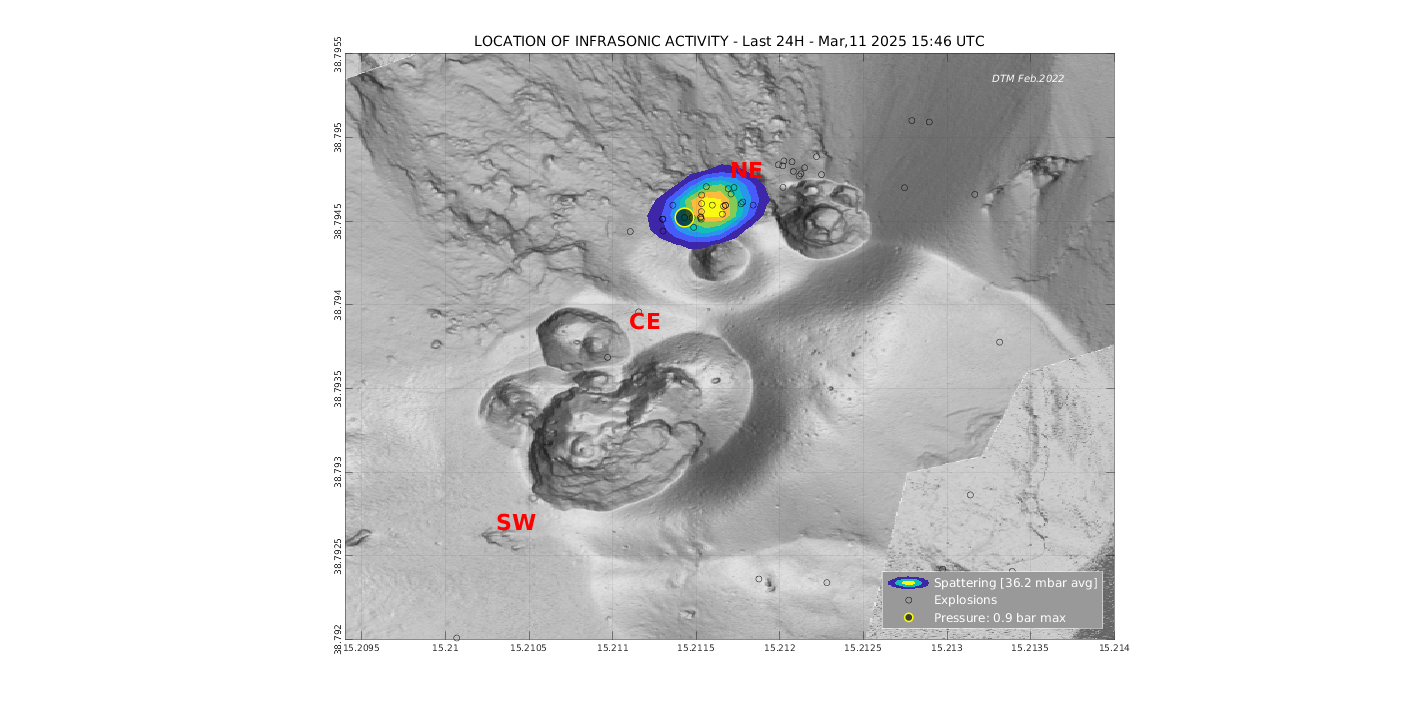 LOCATION OF INFRASONIC ACTIVITY - Last 24H - Mar,11 2025 15:46 UTC
DTM Feb.2022
38.7955
38.795
38.7945
38.794
38.7935
38.793
38.7925
38.792
NE
CE
SW
Spattering [36.2 mbar avg]
Explosions
Pressure: 0.9 bar max
15.2095
15.21
15.2105
15.211
15.2115
15.212
15.2125
15.213
15.2135
15.214